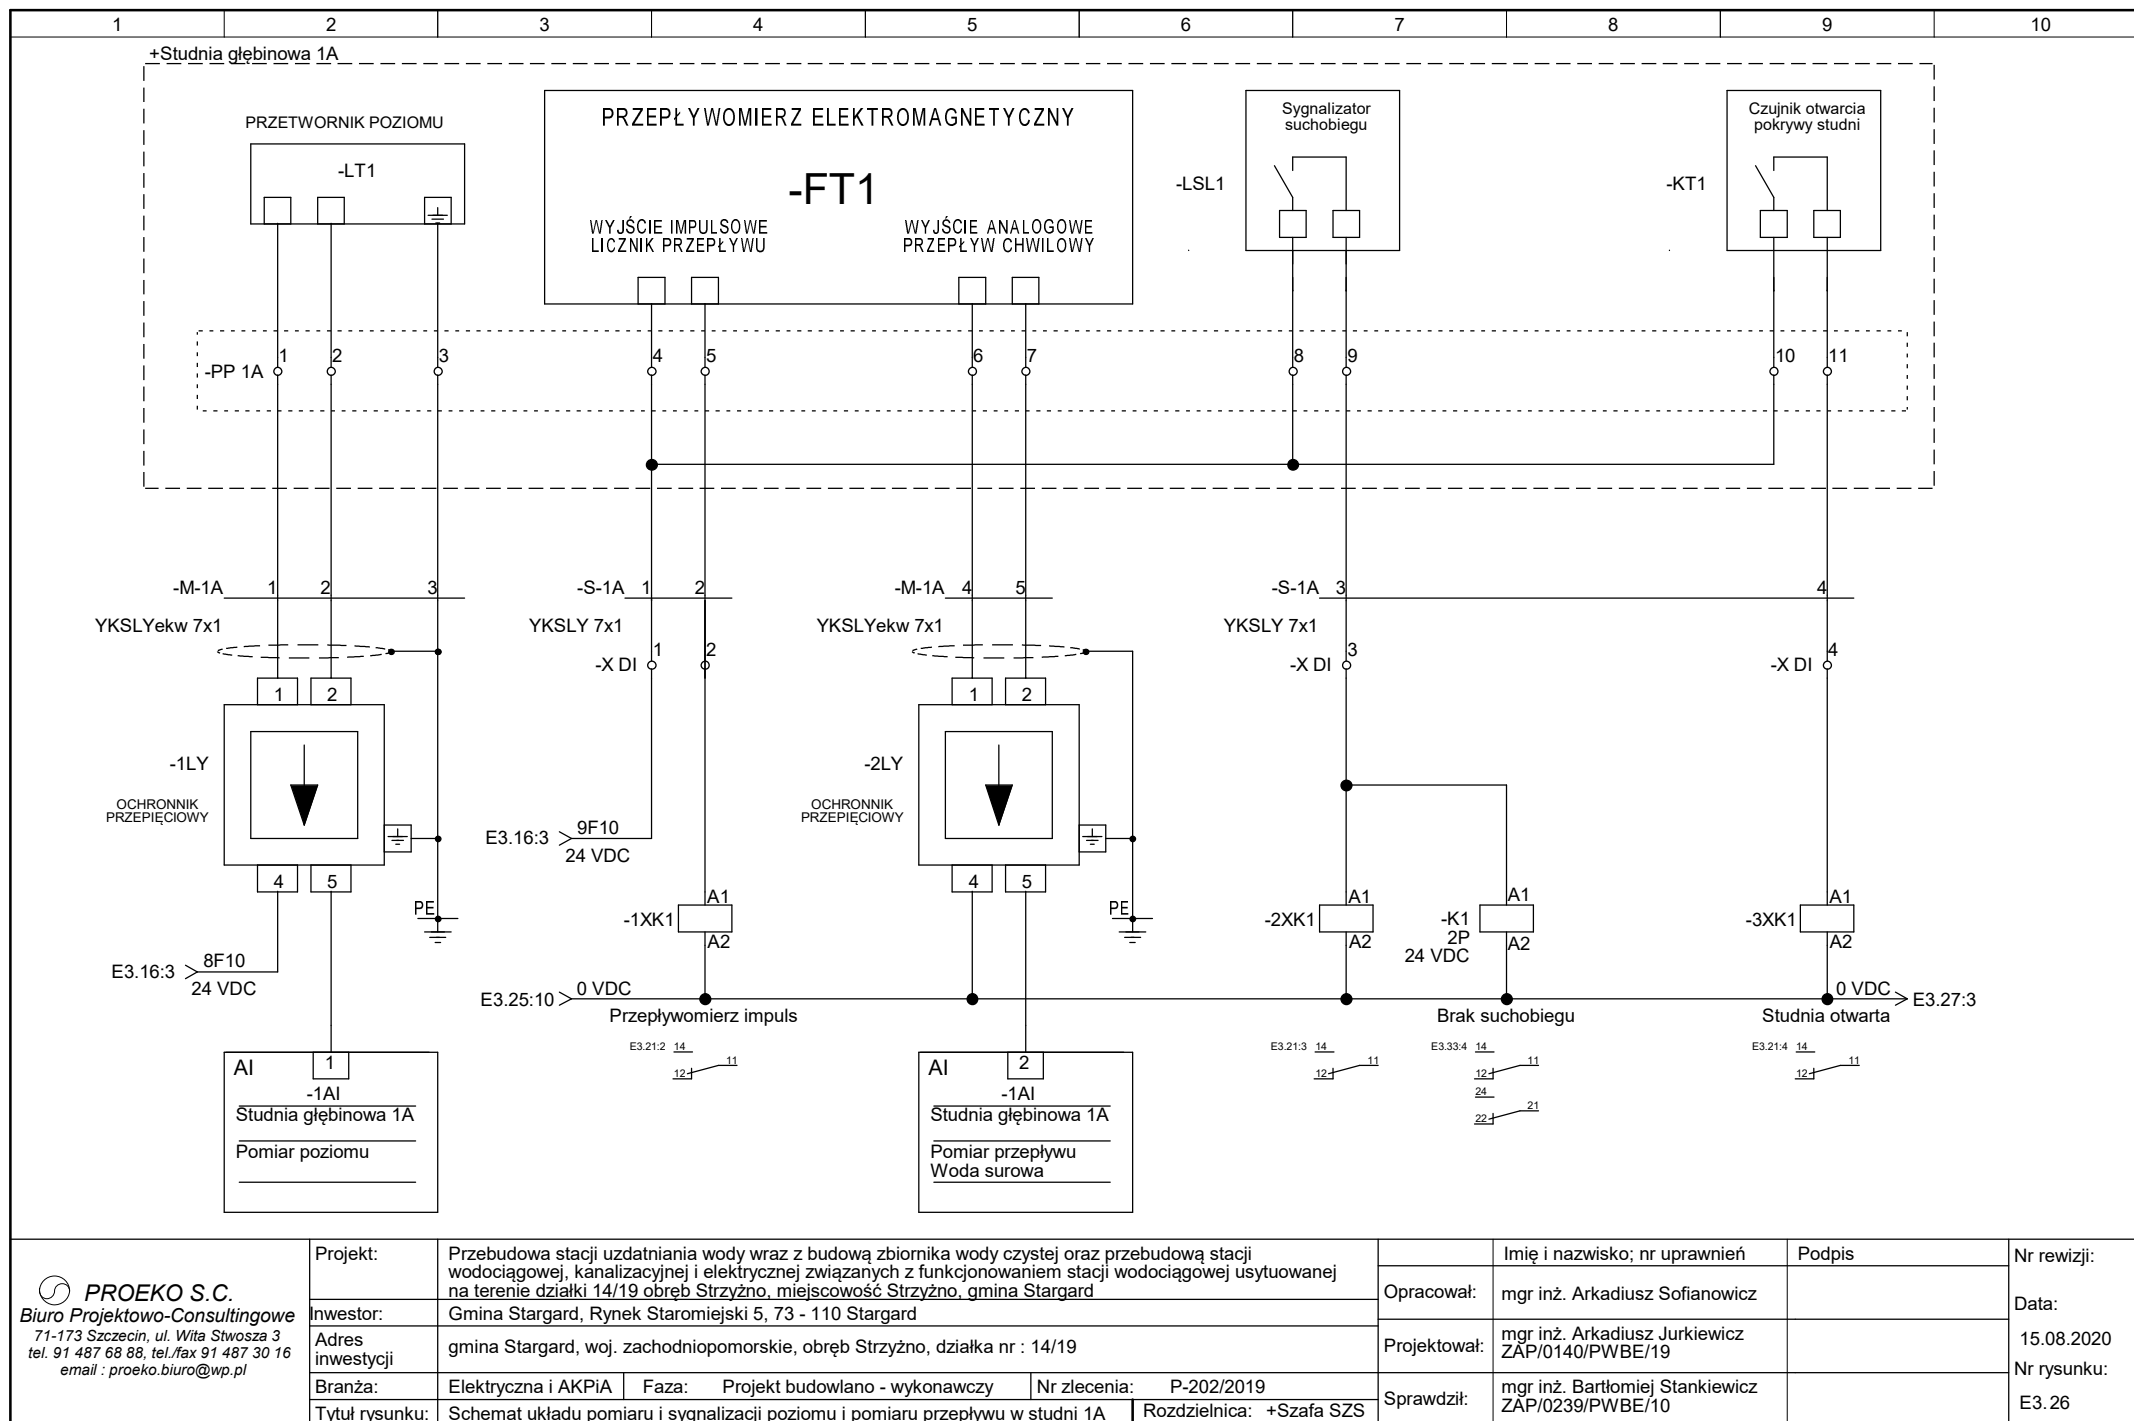 1 2 3 4 5 6 7 8 9 10
+Studnia głębinowa 1A
PRZETWORNIK POZIOMU
-LT1
PRZEPŁYWOMIERZ ELEKTROMAGNETYCZNY
-FT1
WYJŚCIE IMPULSOWE
LICZNIK PRZEPŁYWU
WYJŚCIE ANALOGOWE
PRZEPŁYW CHWILOWY
Sygnalizator
suchobiegu
-LSL1
Czujnik otwarcia
pokrywy studni
-KT1
-PP 1A 1 2 3 4 5 6 7 8 9 10 11
-M-1A 1 2 3
-S-1A 1 2
-M-1A 4 5
-S-1A 3 4
YKSLYekw 7x1
YKSLY 7x1
YKSLYekw 7x1
YKSLY 7x1
-X DI 1 2
-X DI 3
-X DI 4
1 2
1 2
-1LY
OCHRONNIK
PRZEPIĘCIOWY
-2LY
OCHRONNIK
PRZEPIĘCIOWY
E3.16:3 9F10
24 VDC
4 5
4 5
PE
PE
-1XK1 A1
A2
-2XK1 A1
A2
-K1 A1
2P A2
24 VDC
-3XK1 A1
A2
E3.16:3 8F10
24 VDC
E3.25:10 0 VDC
0 VDC E3.27:3
Przepływomierz impuls
Brak suchobiegu
Studnia otwarta
E3.21:2 14
11
12
E3.21:3 14
11
12
E3.33:4 14
11
12
24
21
22
E3.21:4 14
11
12
AI 1
-1AI
Studnia głębinowa 1A
Pomiar poziomu
AI 2
-1AI
Studnia głębinowa 1A
Pomiar przepływu
Woda surowa
PROEKO S.C.
Biuro Projektowo-Consultingowe
71-173 Szczecin, ul. Wita Stwosza 3
tel. 91 487 68 88, tel./fax 91 487 30 16
email : proeko.biuro@wp.pl
Projekt: Przebudowa stacji uzdatniania wody wraz z budową zbiornika wody czystej oraz przebudową stacji
wodociągowej, kanalizacyjnej i elektrycznej związanych z funkcjonowaniem stacji wodociągowej usytuowanej
na terenie działki 14/19 obręb Strzyżno, miejscowość Strzyżno, gmina Stargard
Inwestor: Gmina Stargard, Rynek Staromiejski 5, 73 - 110 Stargard
Adres
inwestycji
gmina Stargard, woj. zachodniopomorskie, obręb Strzyżno, działka nr : 14/19
Branża: Elektryczna i AKPiA Faza: Projekt budowlano - wykonawczy Nr zlecenia: P-202/2019
Tytuł rysunku: Schemat układu pomiaru i sygnalizacji poziomu i pomiaru przepływu w studni 1A Rozdzielnica: +Szafa SZS
Imię i nazwisko; nr uprawnień Podpis
Opracował: mgr inż. Arkadiusz Sofianowicz
Projektował: mgr inż. Arkadiusz Jurkiewicz
ZAP/0140/PWBE/19
Sprawdził: mgr inż. Bartłomiej Stankiewicz
ZAP/0239/PWBE/10
Nr rewizji:
Data:
15.08.2020
Nr rysunku:
E3.26